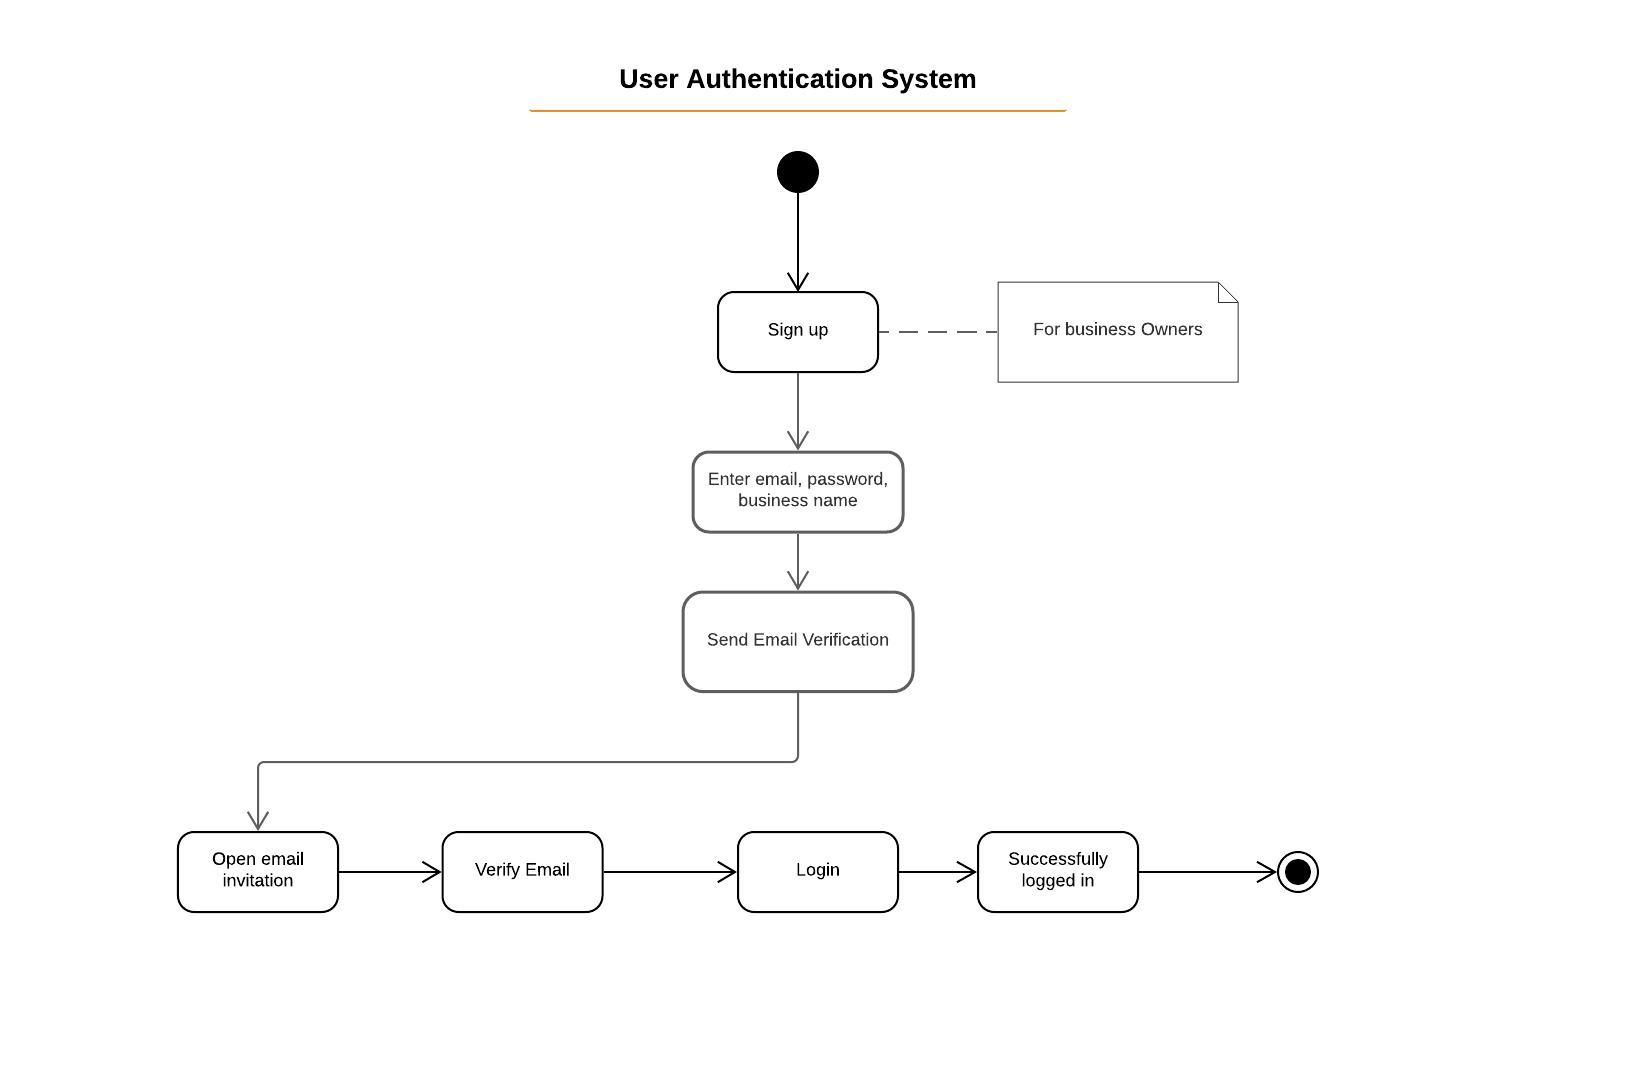 User Authentication System
Sign up
For business Owners
Enter email, password,
business name
Send Email Verification
Open email
invitation
Verify Email
Login
Successfully
logged in